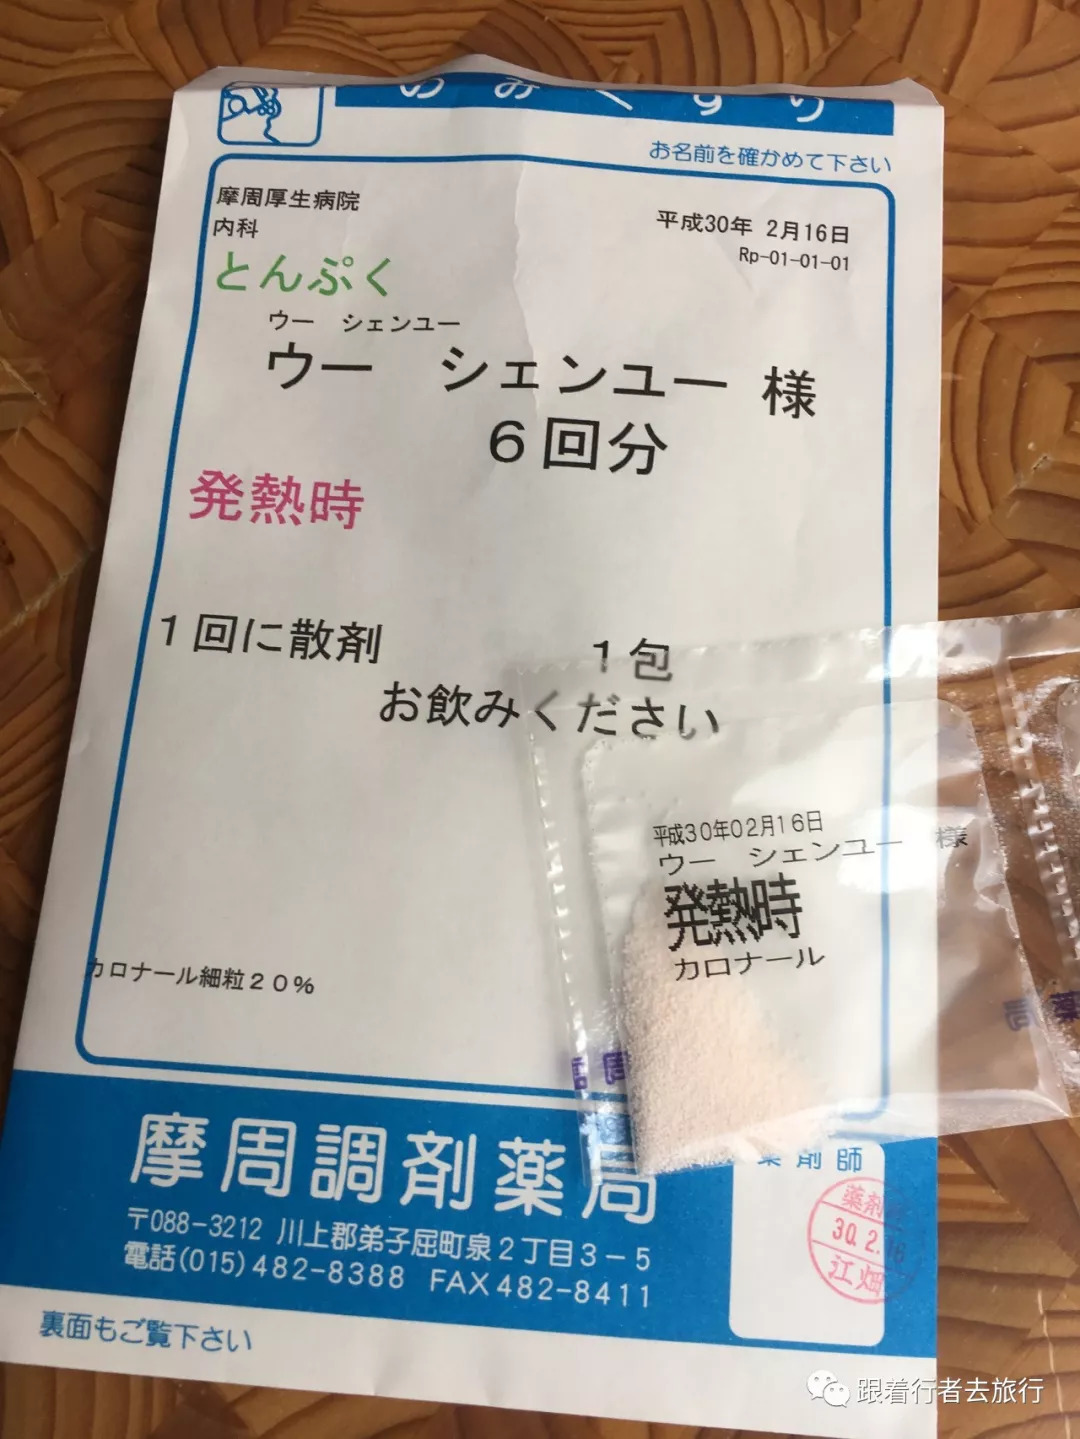 のみくすり
お名前を確かめて下さい
摩周厚生病院
平成30年 2月16日
内科
Rp-01-01-01
とんぷく
ウー シェンユー
ウー シェンユー 様
6回分
発熱時
1回に散剤 1包
お飲みください
平成30年02月16日
ウー シェンユー 様
発熱時
カロナール
カロナール細粒20%
摩周調剤薬局
〒088-3212 川上郡弟子屈町泉2丁目3-5
電話(015)482-8388 FAX482-8411
薬剤師
薬剤
30.2.16
江畑
裏面もご覧下さい
跟着行者去旅行